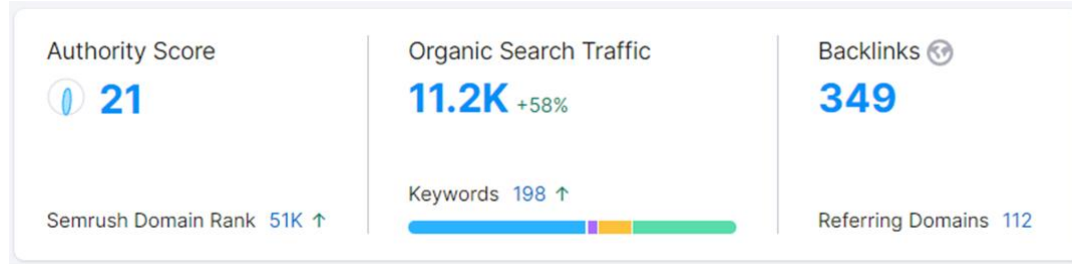 Authority Score
21
Semrush Domain Rank 51K ↑
Organic Search Traffic
11.2K +58%
Keywords 198 ↑
Backlinks
349
Referring Domains 112